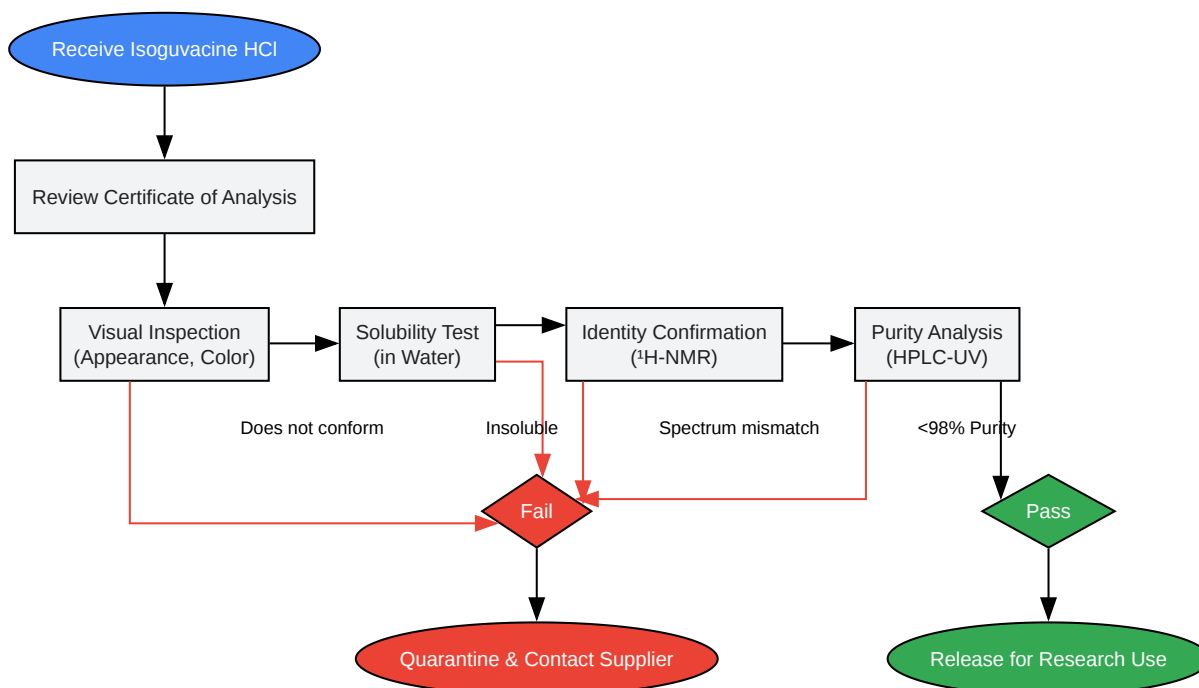 Receive Isoguvacine HCl
Review Certificate of Analysis
Visual Inspection
(Appearance, Color)
Solubility Test
(in Water)
Identity Confirmation
(¹H-NMR)
Purity Analysis
(HPLC-UV)
Does not conform
Insoluble
Spectrum mismatch
<98% Purity
Fail
Pass
Quarantine & Contact Supplier
Release for Research Use